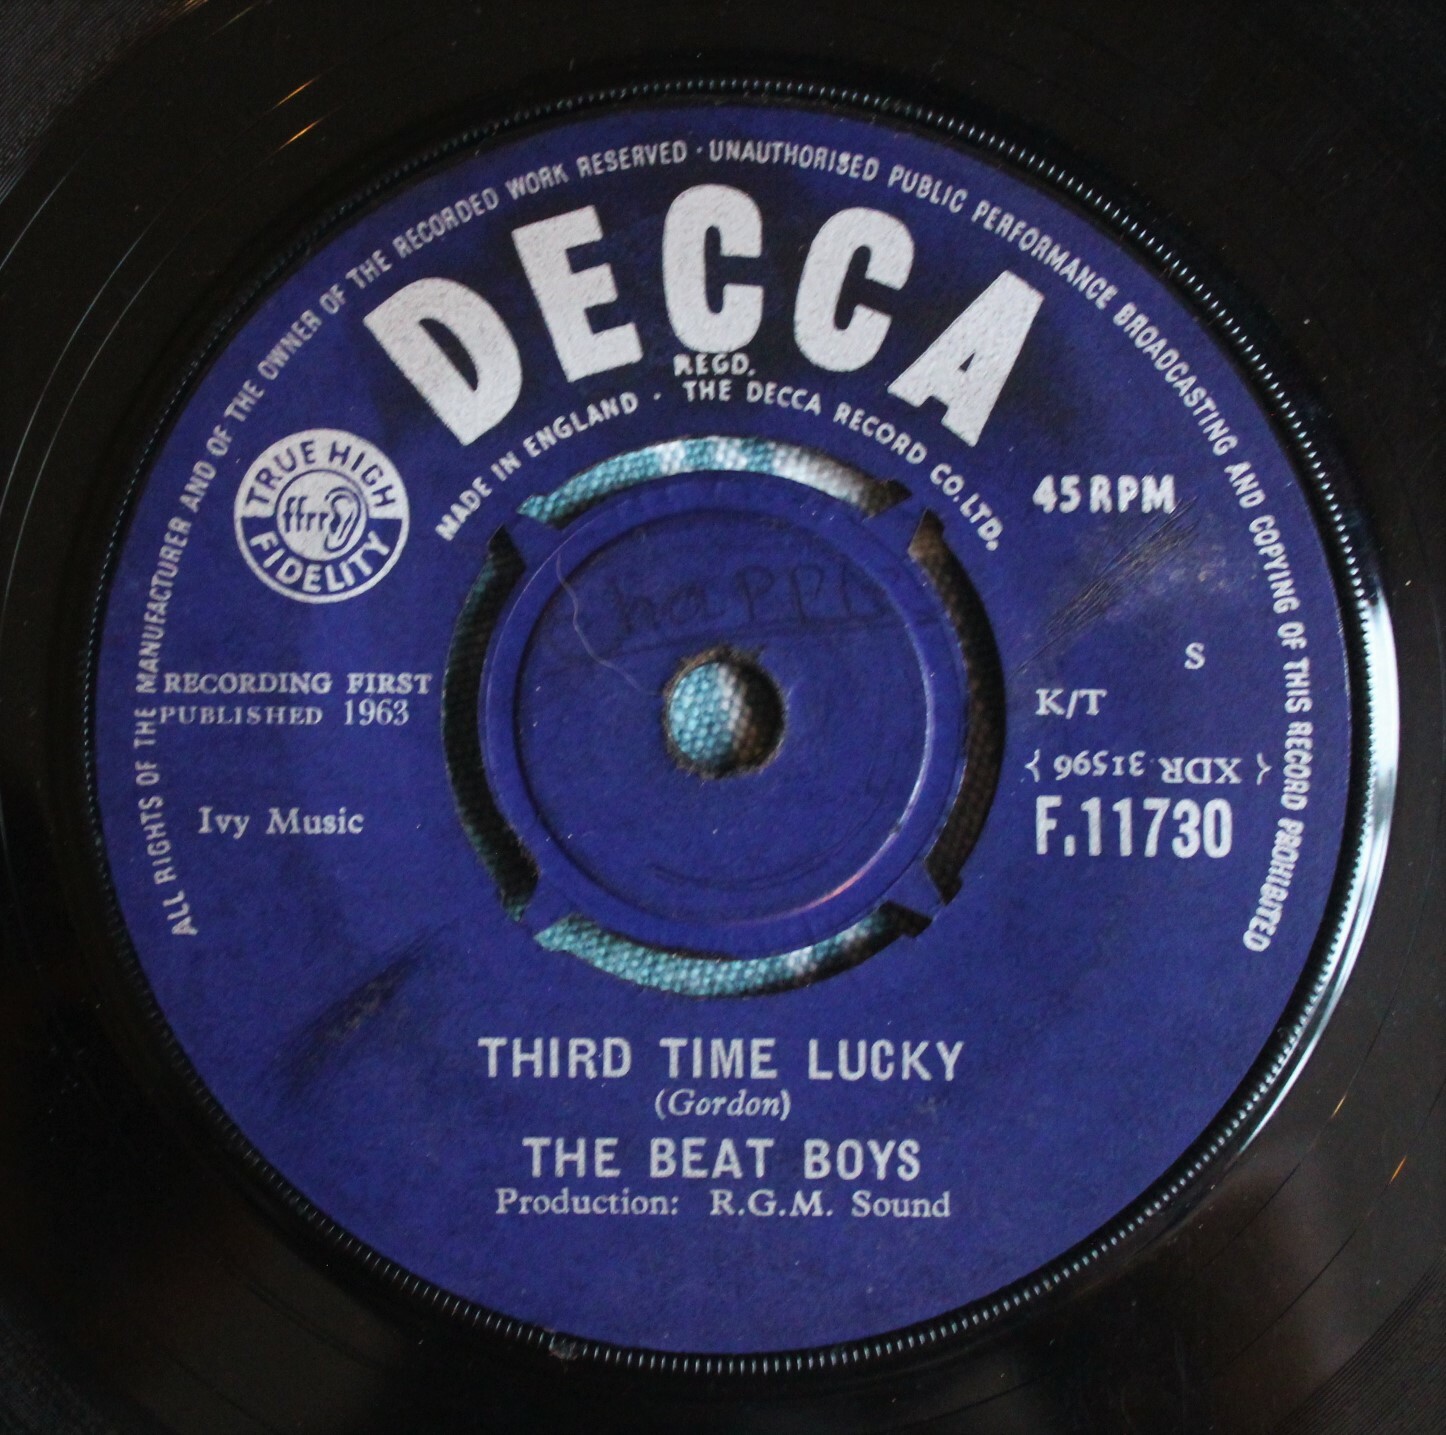 ALL RIGHTS OF THE MANUFACTURER AND OF THE OWNER OF THE RECORDED WORK RESERVED · UNAUTHORISED PUBLIC PERFORMANCE BROADCASTING AND COPYING OF THIS RECORD PROHIBITED
DECCA
REGD.
MADE IN ENGLAND · THE DECCA RECORD CO. LTD.
TRUE HIGH
ffrr
FIDELITY
45 RPM
RECORDING FIRST
PUBLISHED 1963
Ivy Music
S
K/T
XDR 31596
F.11730
THIRD TIME LUCKY
(Gordon)
THE BEAT BOYS
Production: R.G.M. Sound